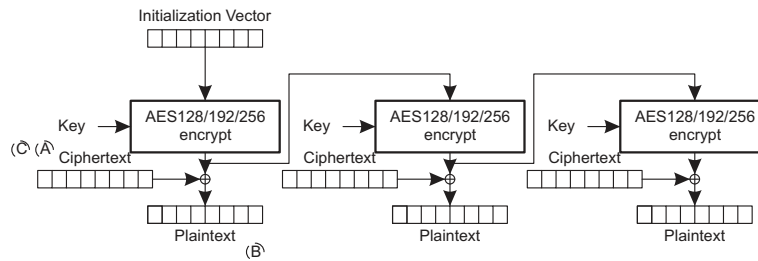 Initialization Vector
AES128/192/256
encrypt
AES128/192/256
encrypt
AES128/192/256
encrypt
Key
Key
Key
(C) (A)
Ciphertext
Ciphertext
Ciphertext
Plaintext
Plaintext
Plaintext
(B)